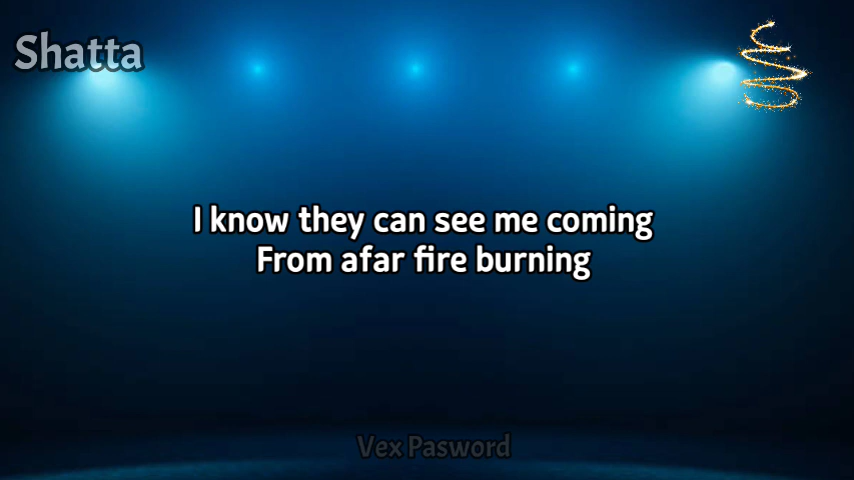 Shatta
I know they can see me coming
From afar fire burning
Vex Pasword